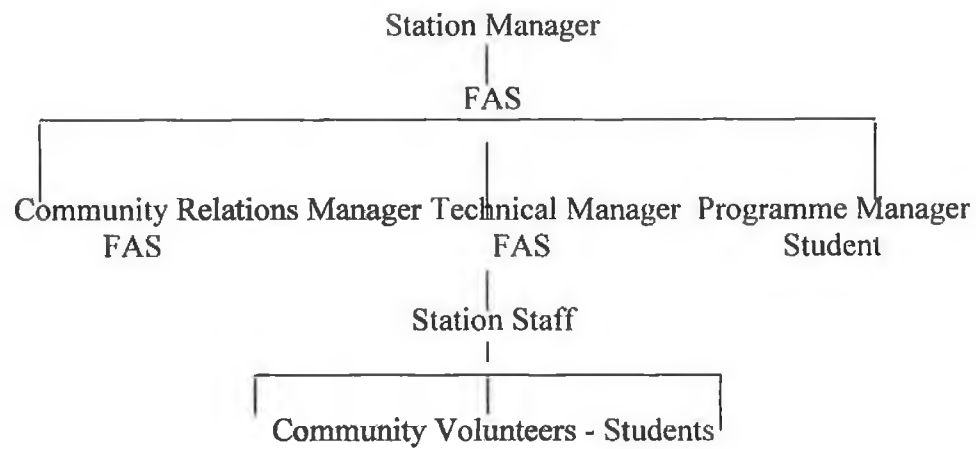 Station Manager
FAS
Community Relations Manager Technical Manager Programme Manager
FAS FAS Student
Station Staff
Community Volunteers - Students